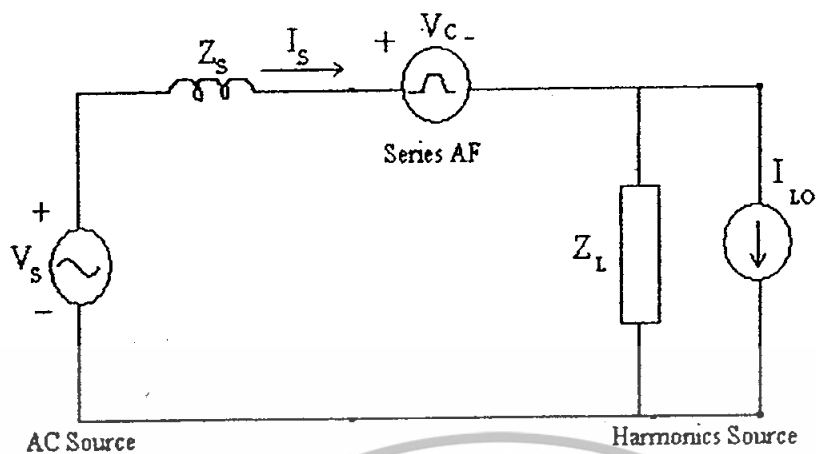 Z_S
I_S
+ V_C -
Series AF
+
V_S
-
Z_L
I_LO
AC Source
Harmonics Source